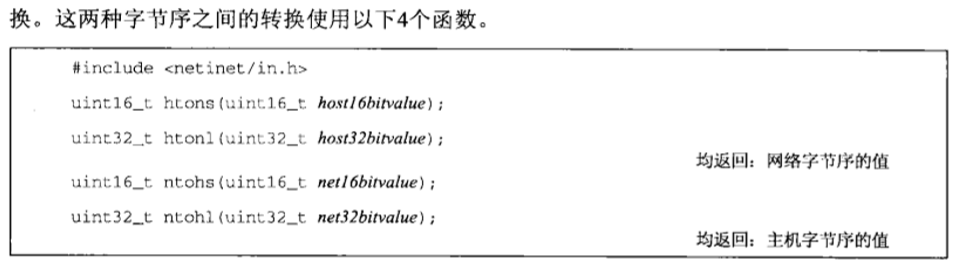 换。这两种字节序之间的转换使用以下4个函数。
#include <netinet/in.h>
uint16_t htons(uint16_t host16bitvalue);
uint32_t htonl(uint32_t host32bitvalue);
均返回：网络字节序的值
uint16_t ntohs(uint16_t net16bitvalue);
uint32_t ntohl(uint32_t net32bitvalue);
均返回：主机字节序的值